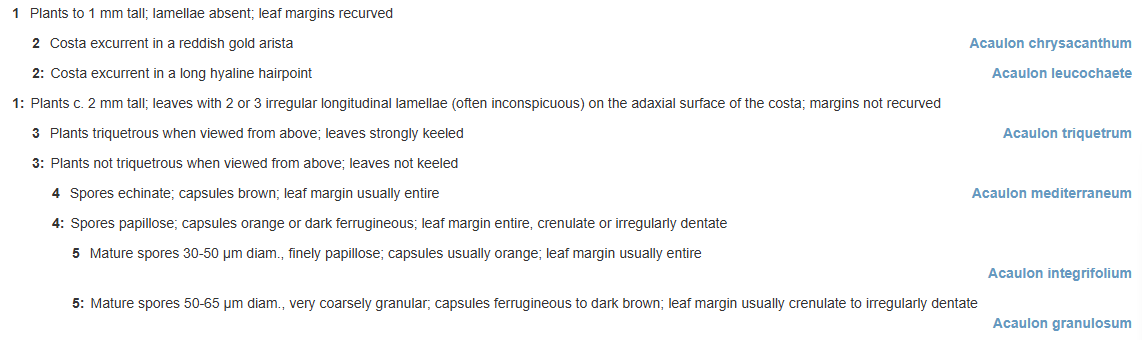 1 Plants to 1 mm tall; lamellae absent; leaf margins recurved
2 Costa excurrent in a reddish gold arista Acaulon chrysacanthum
2: Costa excurrent in a long hyaline hairpoint Acaulon leucochaete
1: Plants c. 2 mm tall; leaves with 2 or 3 irregular longitudinal lamellae (often inconspicuous) on the adaxial surface of the costa; margins not recurved
3 Plants triquetrous when viewed from above; leaves strongly keeled Acaulon triquetrum
3: Plants not triquetrous when viewed from above; leaves not keeled
4 Spores echinate; capsules brown; leaf margin usually entire Acaulon mediterraneum
4: Spores papillose; capsules orange or dark ferrugineous; leaf margin entire, crenulate or irregularly dentate
5 Mature spores 30-50 µm diam., finely papillose; capsules usually orange; leaf margin usually entire
Acaulon integrifolium
5: Mature spores 50-65 µm diam., very coarsely granular; capsules ferrugineous to dark brown; leaf margin usually crenulate to irregularly dentate
Acaulon granulosum